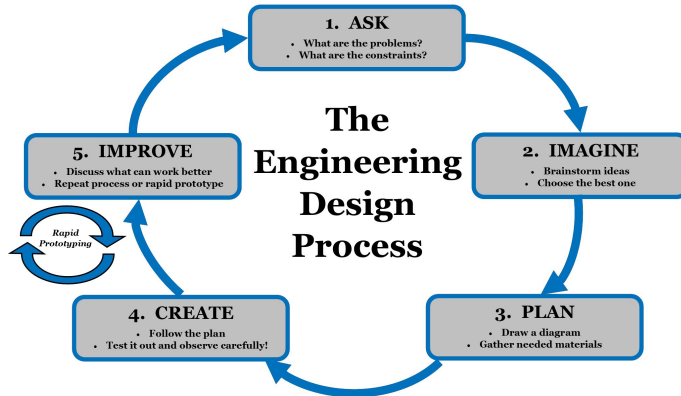 1. ASK
• What are the problems?
• What are the constraints?
The
Engineering
Design
Process
2. IMAGINE
• Brainstorm ideas
• Choose the best one
3. PLAN
• Draw a diagram
• Gather needed materials
4. CREATE
• Follow the plan
• Test it out and observe carefully!
5. IMPROVE
• Discuss what can work better
• Repeat process or rapid prototype
Rapid
Prototyping